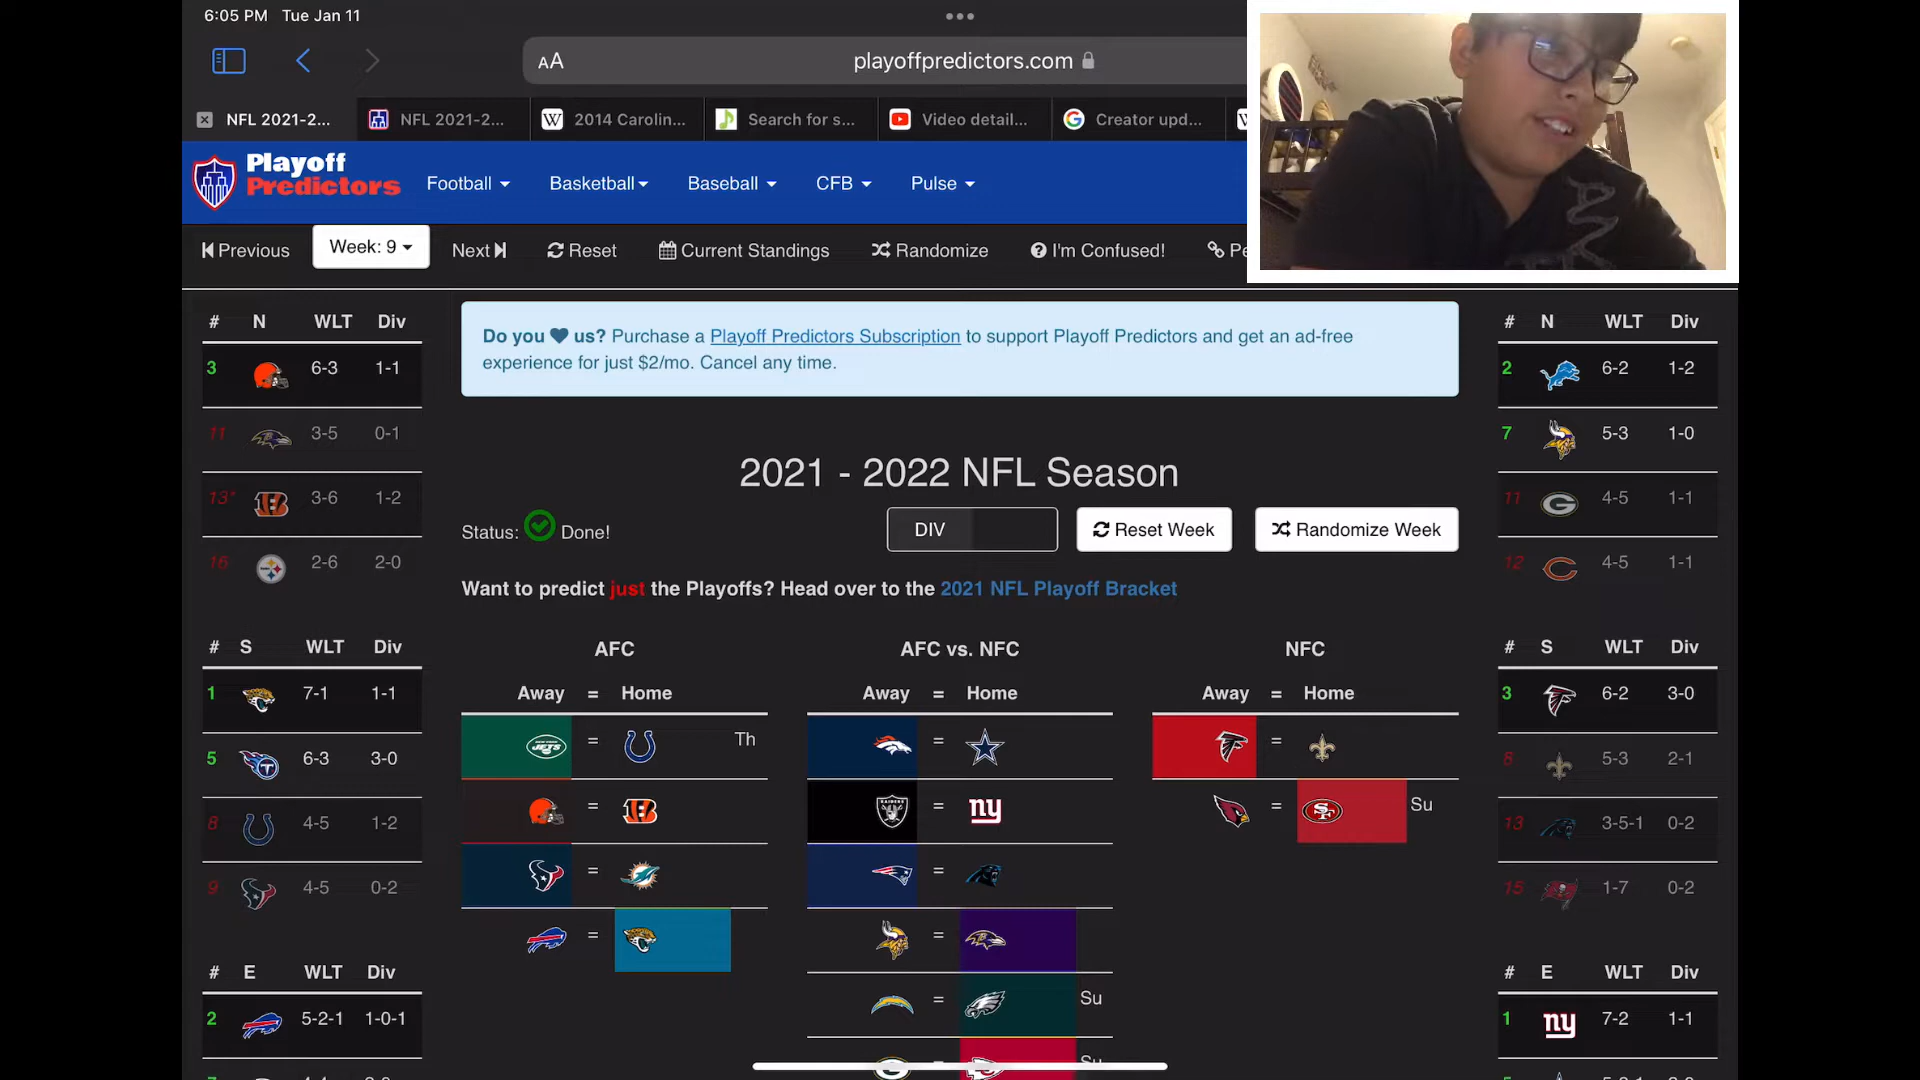 6:05 PM Tue Jan 11
AA playoffpredictors.com
NFL 2021-2...
NFL 2021-2...
2014 Carolin...
Search for s...
Video detail...
Creator upd...
Playoff Predictors
Football Basketball Baseball CFB Pulse
Previous Week: 9 Next Reset Current Standings Randomize I'm Confused! Pe
# N WLT Div
3 6-3 1-1
11 3-5 0-1
13* 3-6 1-2
16 2-6 2-0
# S WLT Div
1 7-1 1-1
5 6-3 3-0
8 4-5 1-2
9 4-5 0-2
# E WLT Div
2 5-2-1 1-0-1
Do you us? Purchase a Playoff Predictors Subscription to support Playoff Predictors and get an ad-free
experience for just $2/mo. Cancel any time.
2021 - 2022 NFL Season
Status: Done! DIV Reset Week Randomize Week
Want to predict just the Playoffs? Head over to the 2021 NFL Playoff Bracket
AFC
Away = Home
JETS = Th
=
=
=
AFC vs. NFC
Away = Home
=
RAIDERS = ny
=
=
= Su
Su
NFC
Away = Home
=
= SF Su
# N WLT Div
2 6-2 1-2
7 5-3 1-0
11 G 4-5 1-1
12 4-5 1-1
# S WLT Div
3 6-2 3-0
8 5-3 2-1
13 3-5-1 0-2
15 1-7 0-2
# E WLT Div
1 ny 7-2 1-1